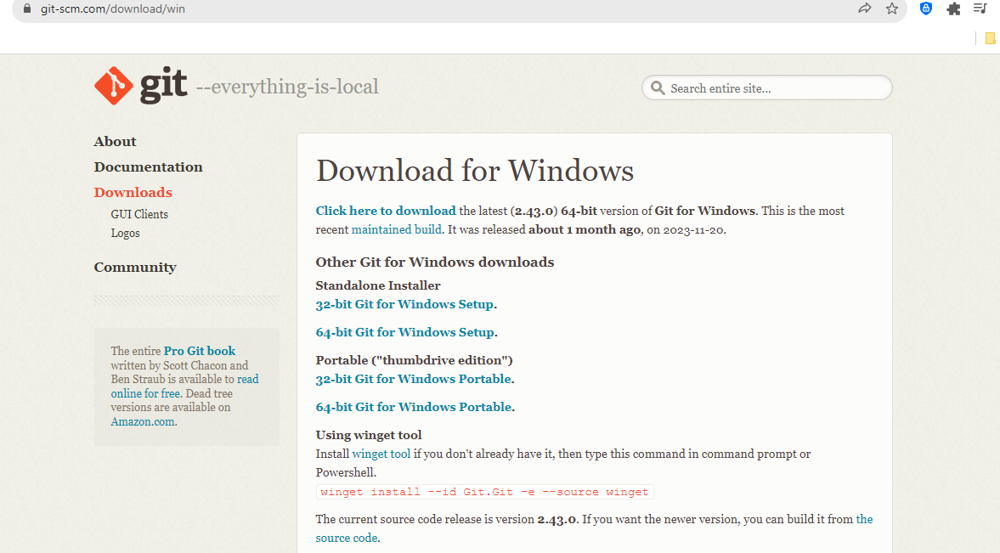 git-scm.com/download/win
git --everything-is-local
Search entire site...
About
Documentation
Downloads
GUI Clients
Logos
Community
The entire Pro Git book
written by Scott Chacon and
Ben Straub is available to read
online for free. Dead tree
versions are available on
Amazon.com.
Download for Windows
Click here to download the latest (2.43.0) 64-bit version of Git for Windows. This is the most
recent maintained build. It was released about 1 month ago, on 2023-11-20.
Other Git for Windows downloads
Standalone Installer
32-bit Git for Windows Setup.
64-bit Git for Windows Setup.
Portable ("thumbdrive edition")
32-bit Git for Windows Portable.
64-bit Git for Windows Portable.
Using winget tool
Install winget tool if you don't already have it, then type this command in command prompt or
Powershell.
winget install --id Git.Git -e --source winget
The current source code release is version 2.43.0. If you want the newer version, you can build it from the
source code.